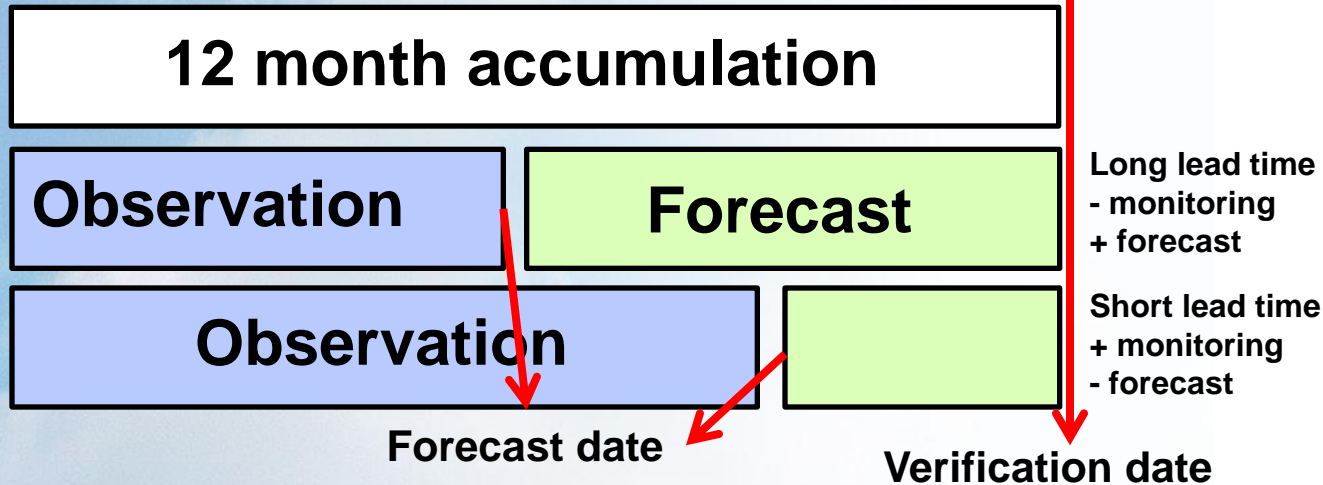 12 month accumulation
Observation
Forecast
Long lead time
- monitoring
+ forecast
Observation
Short lead time
+ monitoring
- forecast
Forecast date
Verification date